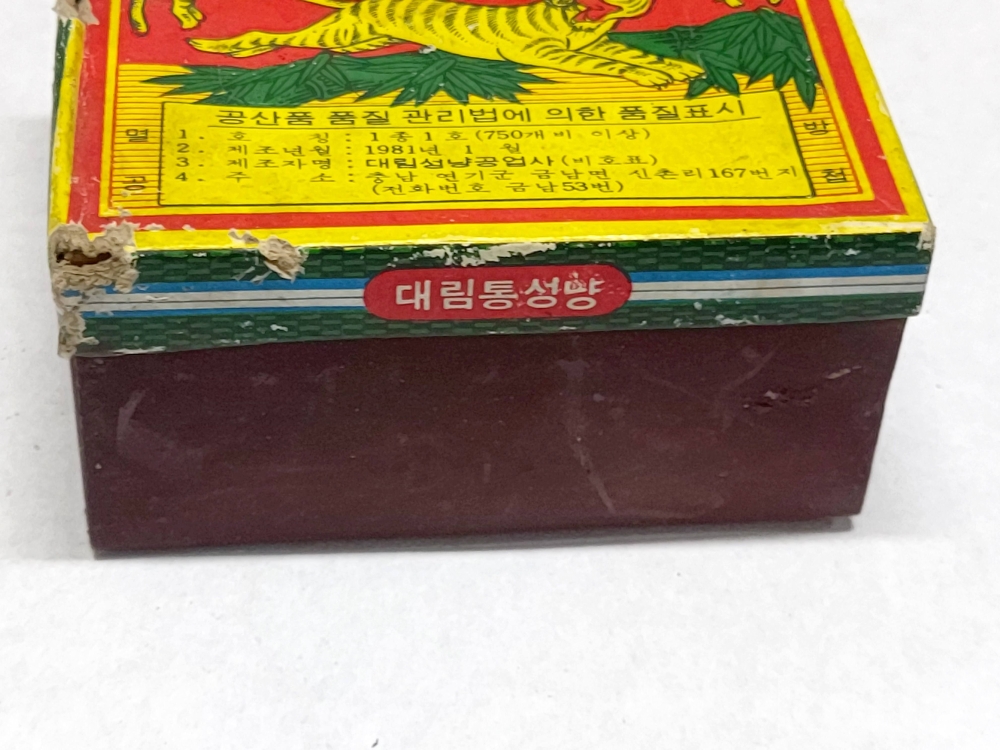 공산품 품질 관리법에 의한 품질표시
1. 호 칭 : 1종1호(750개비 이상)
2. 제조년월 : 1981년 1 월
3. 제조자명 : 대림성냥공업사(비호표)
4. 주 소 : 충남 연기군 금남면 신촌리167번지
(전화번호 금남53번)
멸
공
방
첩
대림통성냥